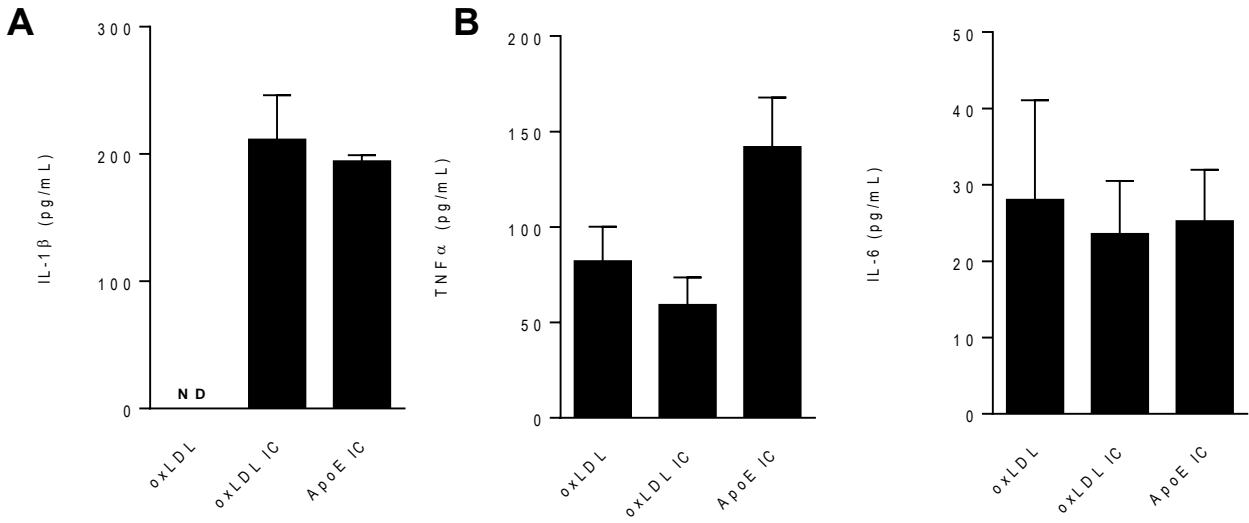 A
IL-1β (pg/mL)
300
200
100
0
ND
oxLDL
oxLDL IC
ApoE IC
B
TNFα (pg/mL)
200
150
100
50
0
oxLDL
oxLDL IC
ApoE IC
IL-6 (pg/mL)
50
40
30
20
10
0
oxLDL
oxLDL IC
ApoE IC